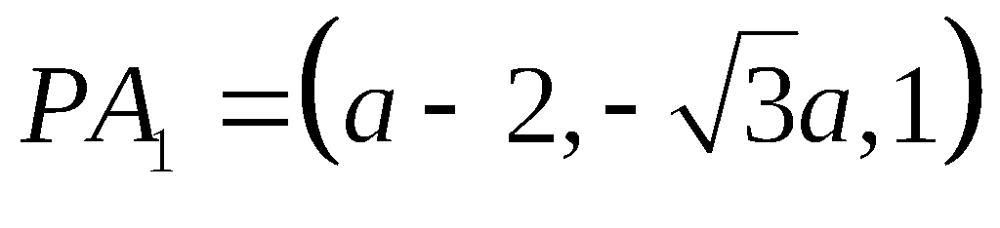 PA₁ = (a - 2, - √3a, 1)